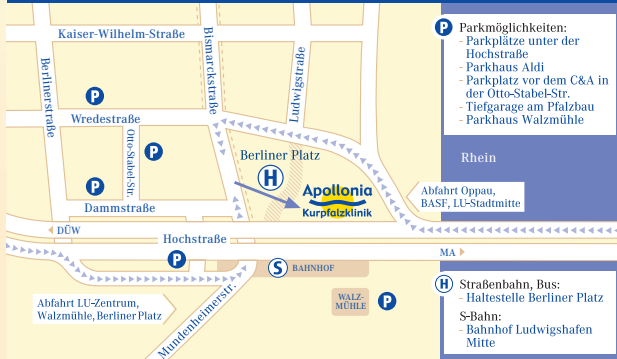 Kaiser-Wilhelm-Straße
Berlinerstraße
Bismarckstraße
Ludwigstraße
P
Wredestraße
Otto-Stabel-Str.
P
P
Dammstraße
Berliner Platz
H
Apollonia
Kurpfalzklinik
Abfahrt Oppau,
BASF, LU-Stadtmitte
DÜW
Hochstraße
MA
P
S BAHNHOF
WALZ-
MÜHLE
P
Abfahrt LU-Zentrum,
Walzmühle, Berliner Platz
Mundenheimerstr.
P Parkmöglichkeiten:
- Parkplätze unter der
Hochstraße
- Parkhaus Aldi
- Parkplatz vor dem C&A in
der Otto-Stabel-Str.
- Tiefgarage am Pfalzbau
- Parkhaus Walzmühle
Rhein
H Straßenbahn, Bus:
- Haltestelle Berliner Platz
S-Bahn:
- Bahnhof Ludwigshafen
Mitte